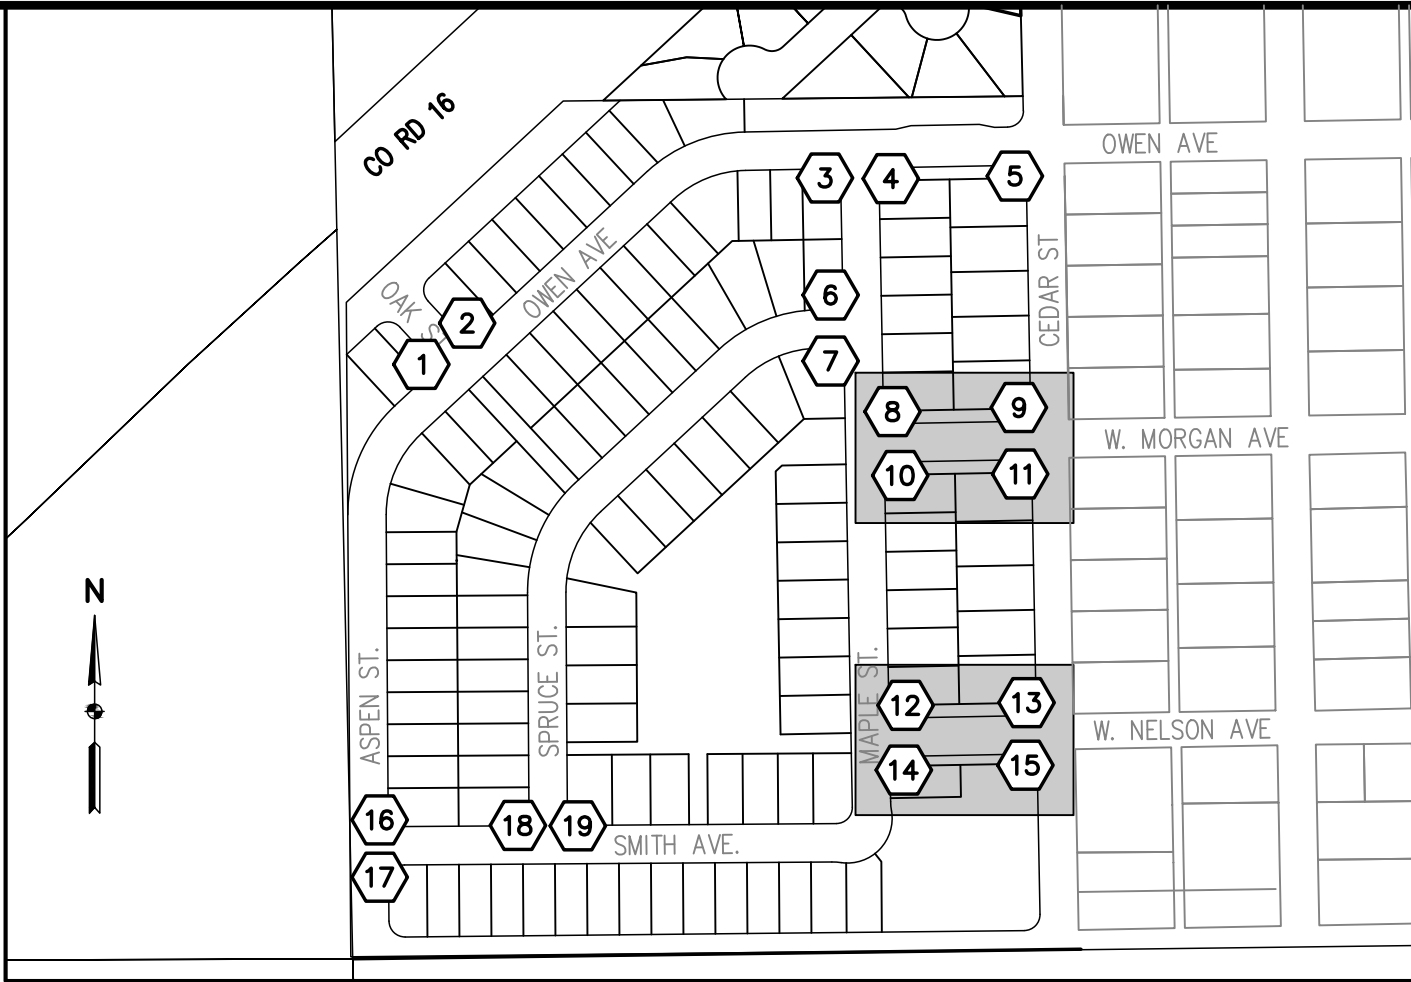 CO RD 16
OWEN AVE
3
4
5
6
7
CEDAR ST
OAK ST
OWEN AVE
1
2
8
9
W. MORGAN AVE
10
11
N
ASPEN ST.
SPRUCE ST.
MAPLE ST.
12
13
W. NELSON AVE
14
15
16
18
19
SMITH AVE.
17